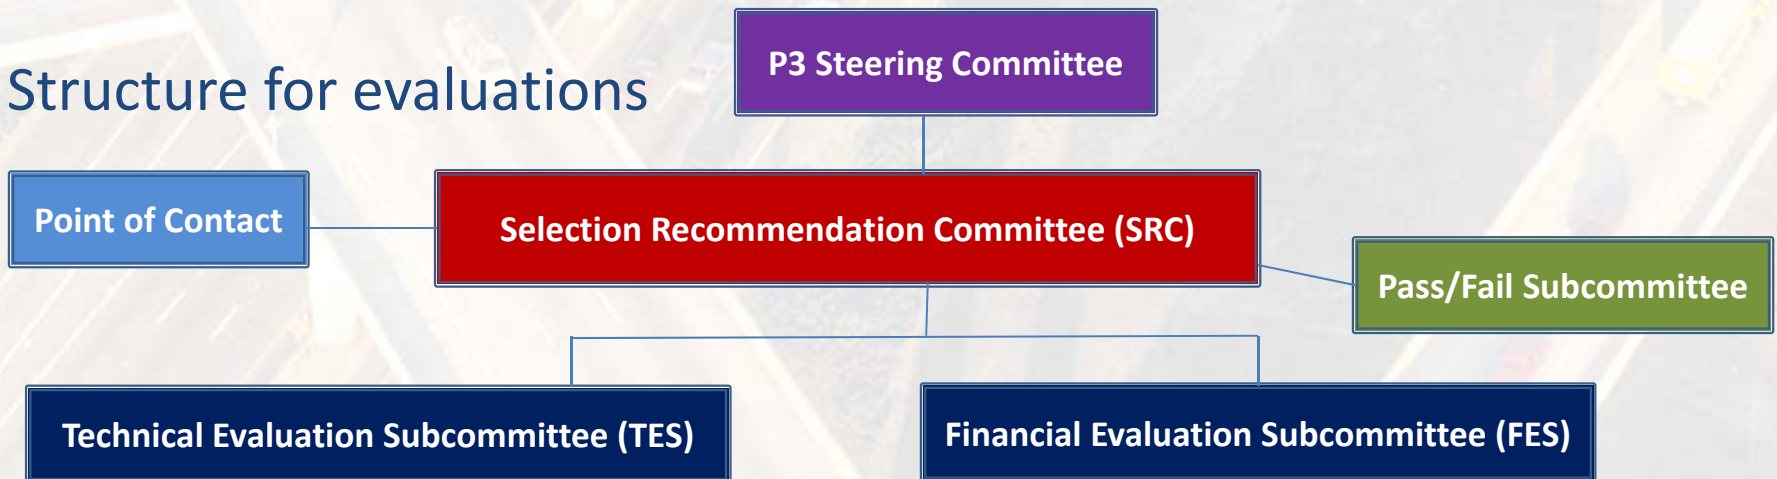 P3 Steering Committee
Structure for evaluations
Point of Contact
Selection Recommendation Committee (SRC)
Pass/Fail Subcommittee
Technical Evaluation Subcommittee (TES)
Financial Evaluation Subcommittee (FES)